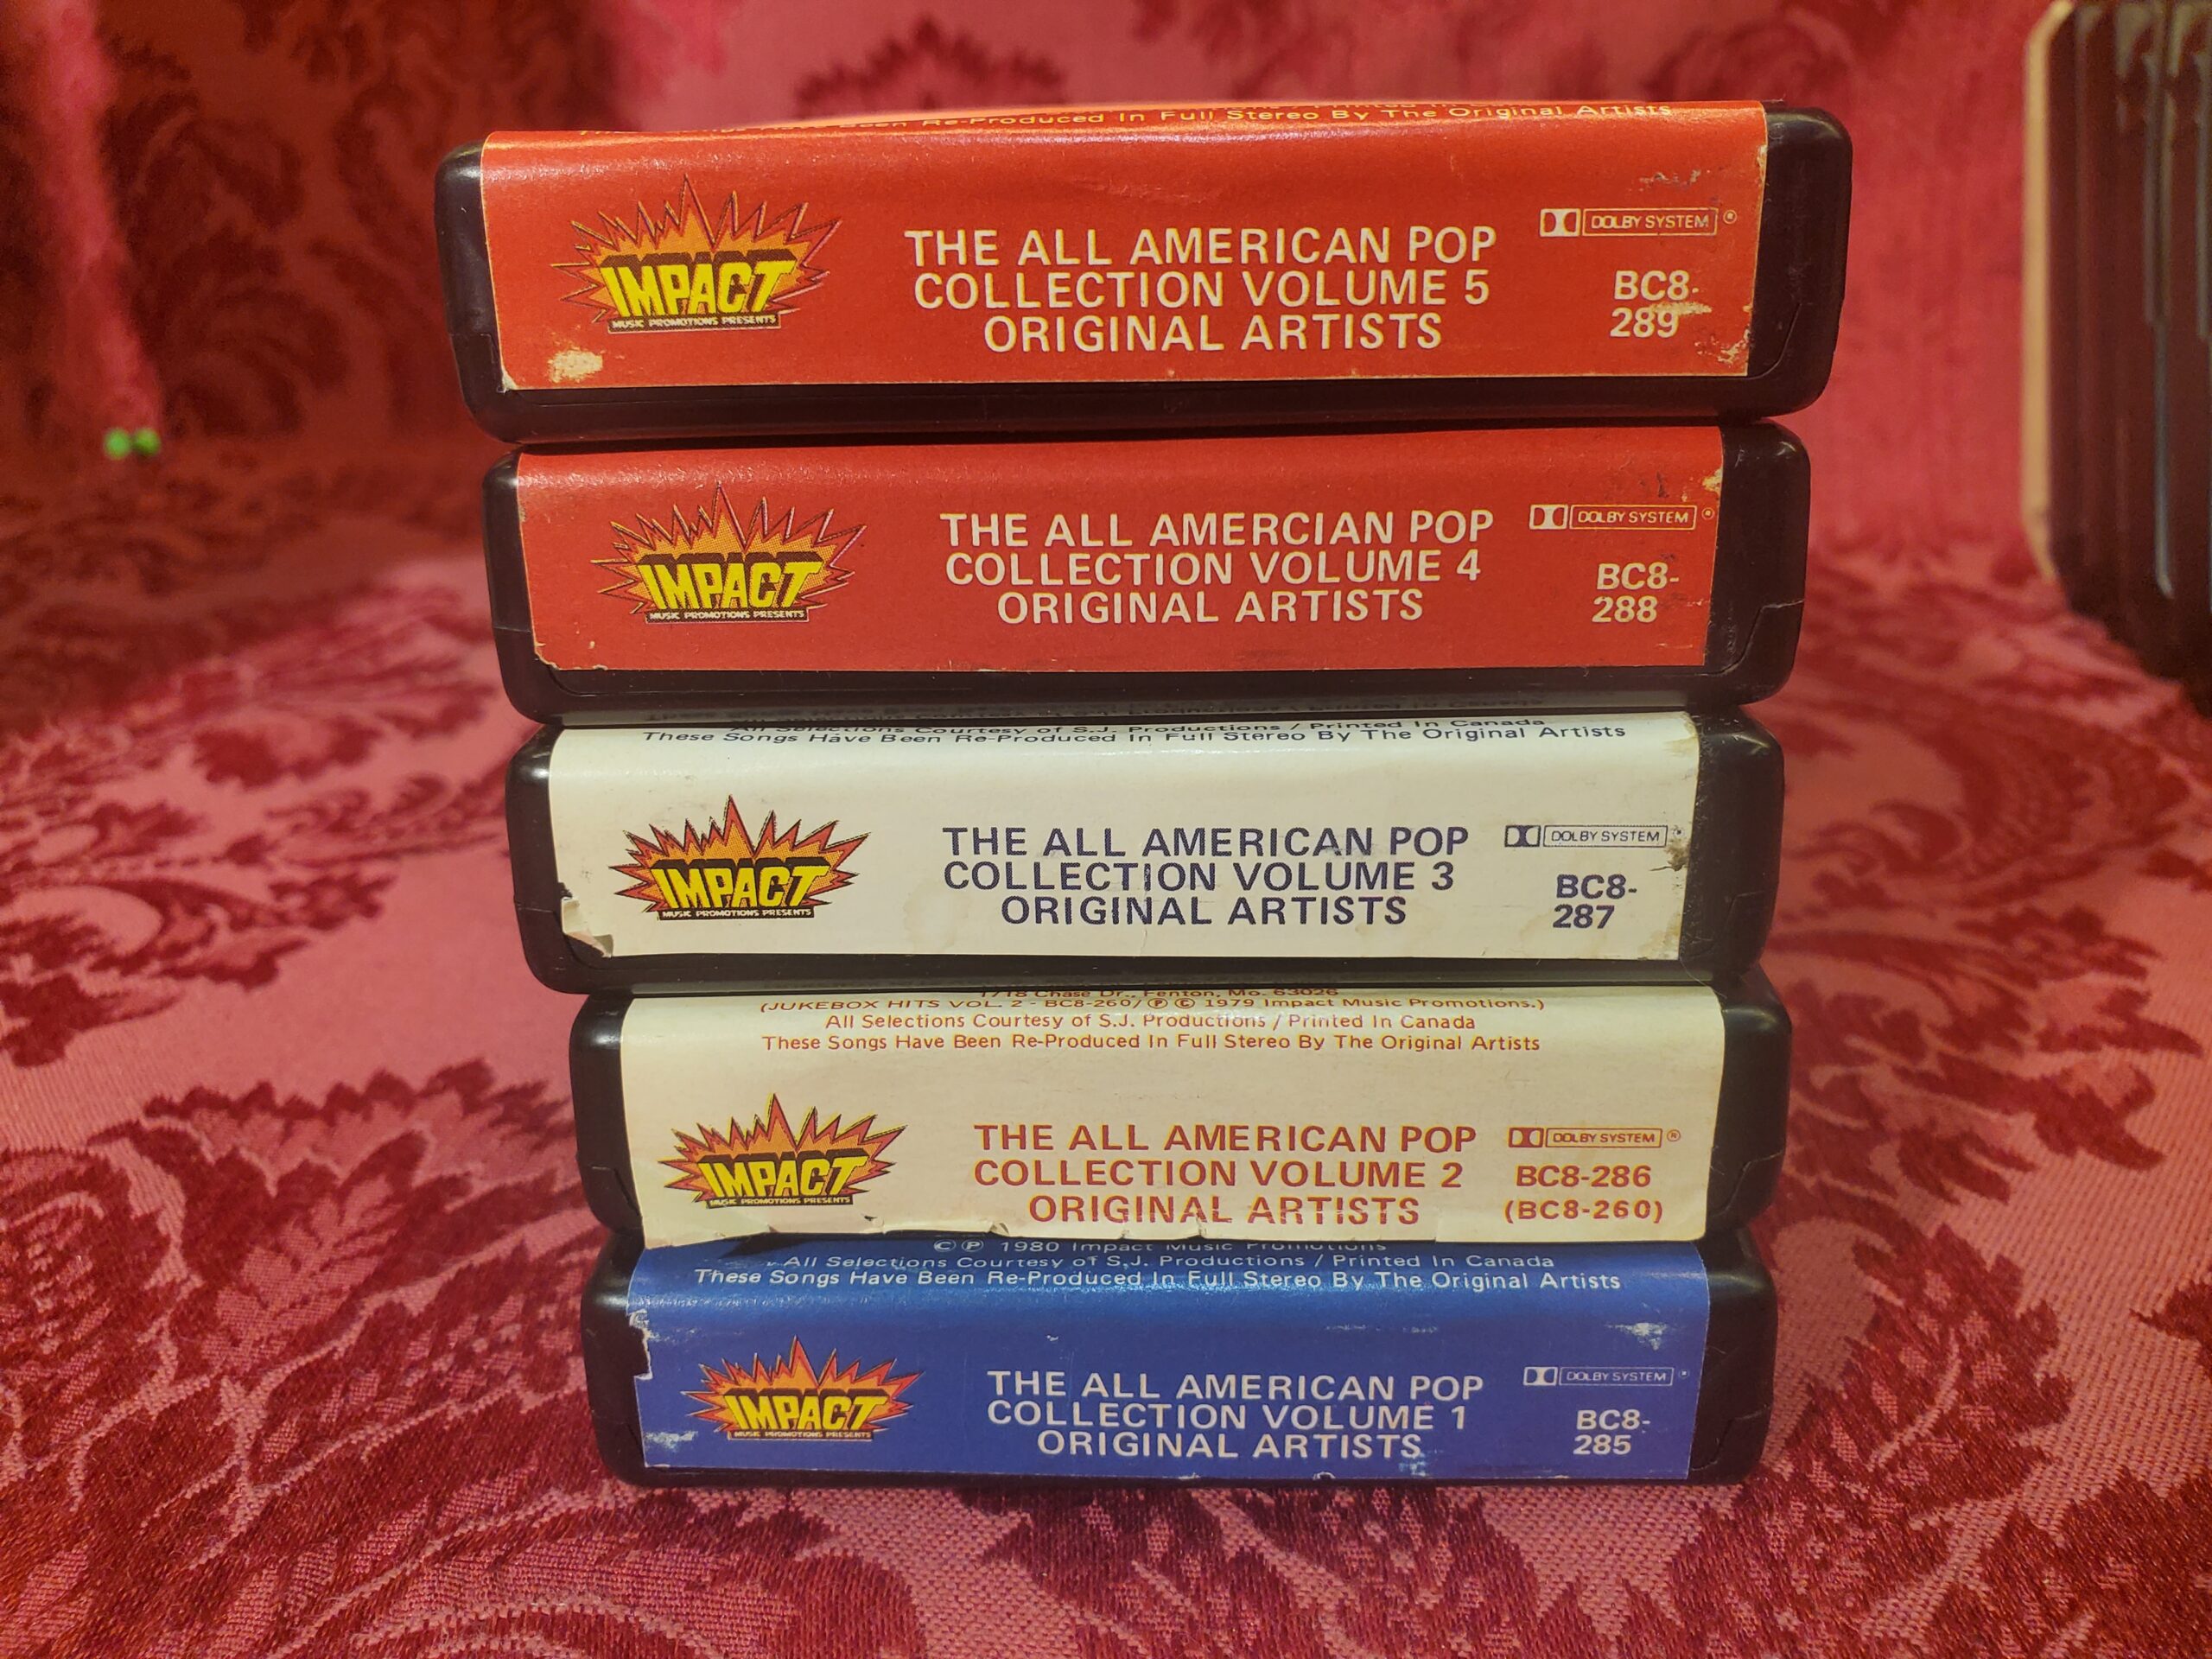 Re-Produced In Full Stereo By The Original Artists
IMPACT
MUSIC PROMOTIONS PRESENTS
THE ALL AMERICAN POP
COLLECTION VOLUME 5
ORIGINAL ARTISTS
DOLBY SYSTEM ®
BC8-
289
IMPACT
MUSIC PROMOTIONS PRESENTS
THE ALL AMERCIAN POP
COLLECTION VOLUME 4
ORIGINAL ARTISTS
DOLBY SYSTEM ®
BC8-
288
All Selections Courtesy of S.J. Productions / Printed In Canada
These Songs Have Been Re-Produced In Full Stereo By The Original Artists
IMPACT
MUSIC PROMOTIONS PRESENTS
THE ALL AMERICAN POP
COLLECTION VOLUME 3
ORIGINAL ARTISTS
DOLBY SYSTEM ®
BC8-
287
1718 Chase Dr., Fenton, Mo. 63026
(JUKEBOX HITS VOL. 2 - BC8-260/ ℗ © 1979 Impact Music Promotions.)
All Selections Courtesy of S.J. Productions / Printed In Canada
These Songs Have Been Re-Produced In Full Stereo By The Original Artists
IMPACT
MUSIC PROMOTIONS PRESENTS
THE ALL AMERICAN POP
COLLECTION VOLUME 2
ORIGINAL ARTISTS
DOLBY SYSTEM ®
BC8-286
(BC8-260)
© ℗ 1980 Impact Music Promotions
All Selections Courtesy of S.J. Productions / Printed In Canada
These Songs Have Been Re-Produced In Full Stereo By The Original Artists
IMPACT
MUSIC PROMOTIONS PRESENTS
THE ALL AMERICAN POP
COLLECTION VOLUME 1
ORIGINAL ARTISTS
DOLBY SYSTEM ®
BC8-
285